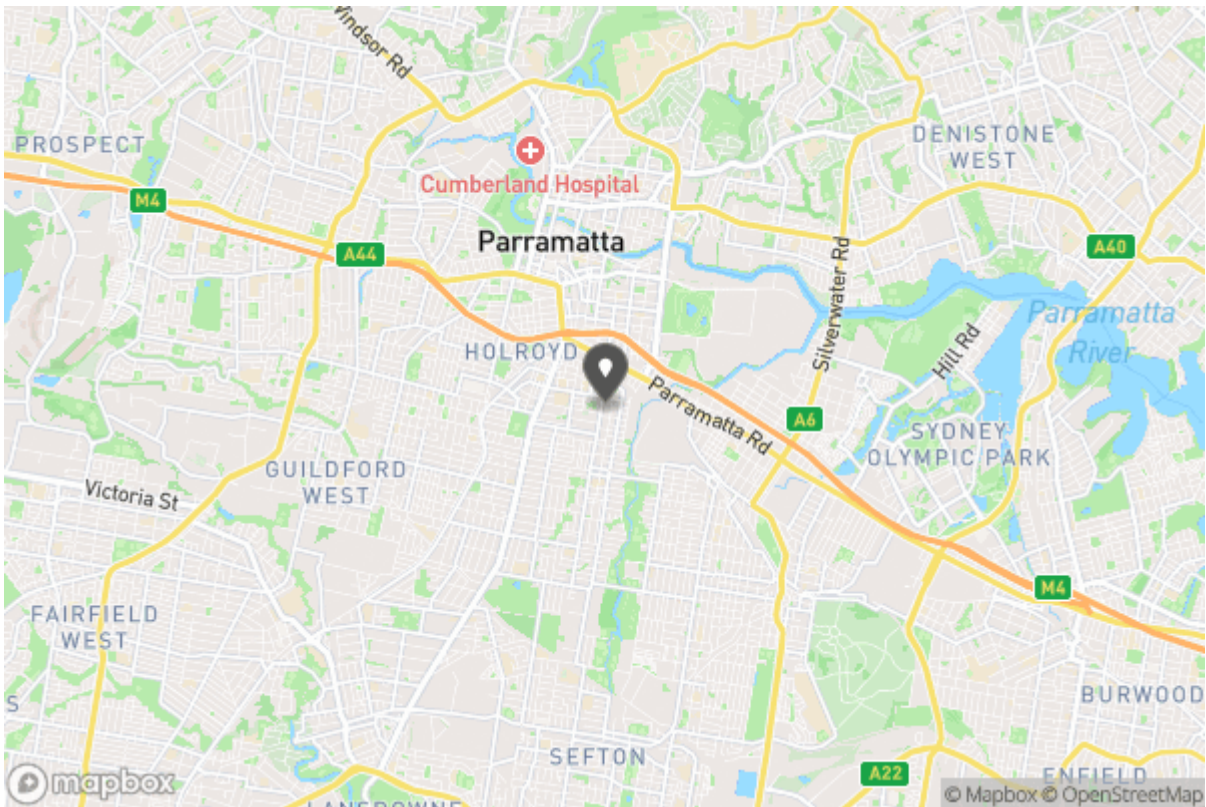 Windsor Rd
PROSPECT
DENISTONE
WEST
Cumberland Hospital
M4
Parramatta
A44
A40
Silverwater Rd
Parramatta
River
Hill Rd
HOLROYD
Parramatta Rd
A6
SYDNEY
OLYMPIC PARK
GUILDFORD
WEST
Victoria St
M4
FAIRFIELD
WEST
S
BURWOOD
SEFTON
A22
ENFIELD
mapbox
LANSDOWNE
© Mapbox © OpenStreetMap